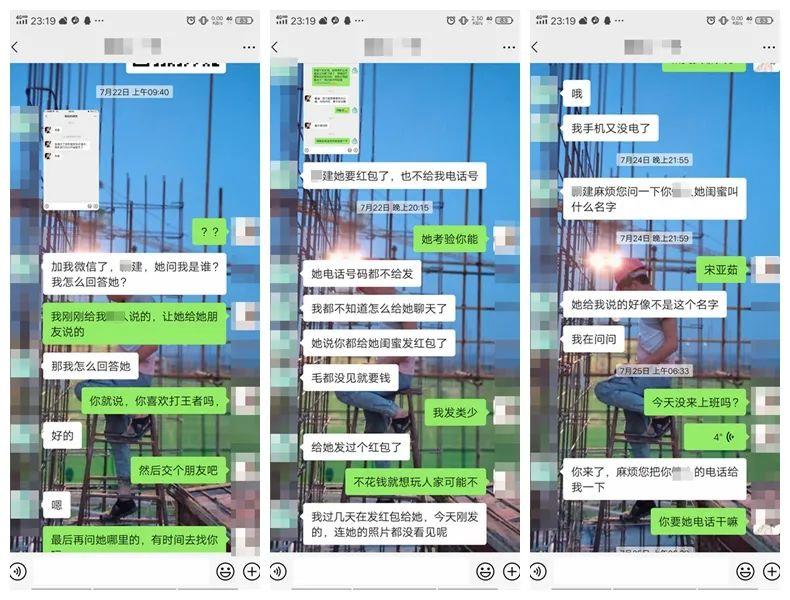 23:19
0.00
KB/s
83
7月22日 上午09:40
？？
加我微信了，建，她问我是谁？
我怎么回答她？
我刚刚给我人说的，让她给她朋
友说的
那我怎么回答她
你就说，你喜欢打王者吗，
好的
然后交个朋友吧
嗯
最后再问她哪里的，有时间去找你
23:19
2.50
KB/s
83
建她要红包了，也不给我电话号
7月22日 晚上20:15
她考验你能
她电话号码都不给发
我都不知道怎么给她聊天了
她说你都给她闺蜜发红包了
毛都没见就要钱
我发类少
给她发过个红包了
不花钱就想玩人家可能不
我过几天在发红包给她，今天刚发
的，连她的照片都没看见呢
23:19
0.00
KB/s
83
哦
我手机又没电了
7月24日 晚上21:55
建麻烦您问一下你人她闺蜜叫
什么名字
7月24日 晚上21:59
宋亚茹
她给我说的好像不是这个名字
我在问问
7月25日 上午06:33
今天没来上班吗？
4"
你来了，麻烦您把你的电话给
我一下
你要她电话干嘛